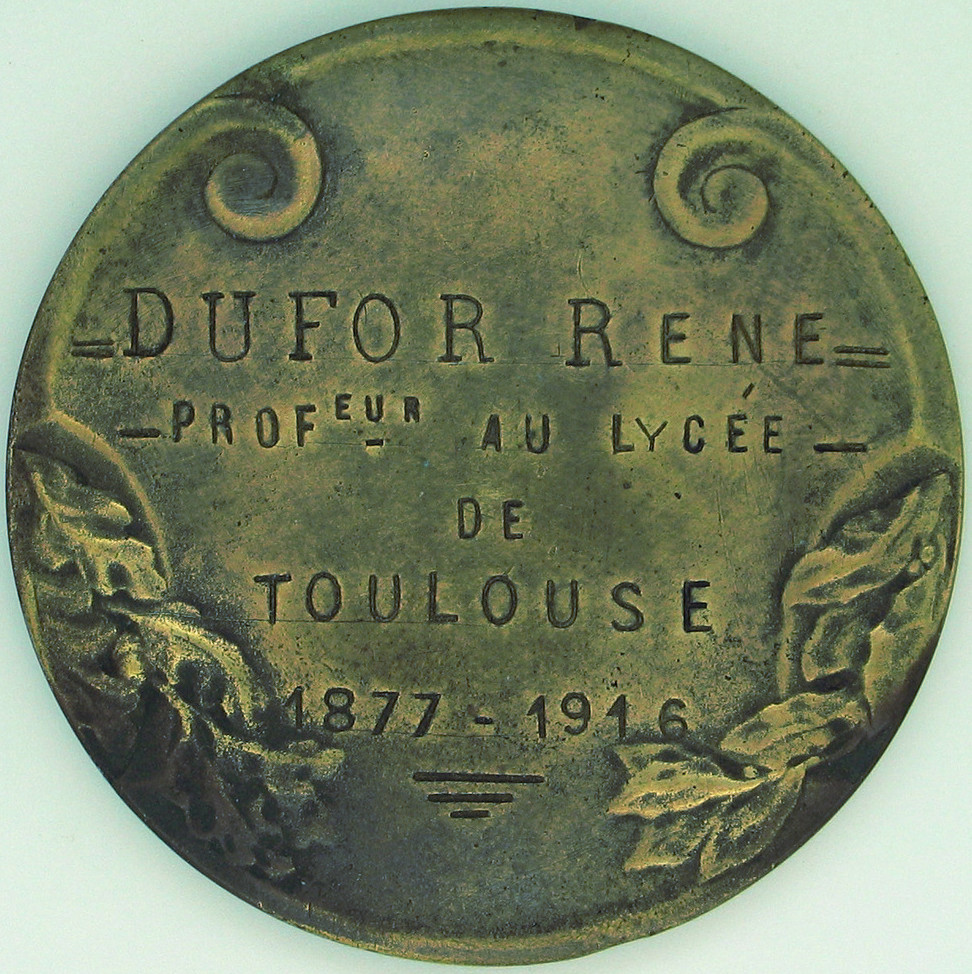 =DUFOR RENE=
—PROFEUR AU LYCÉE—
DE
TOULOUSE
1877 - 1916